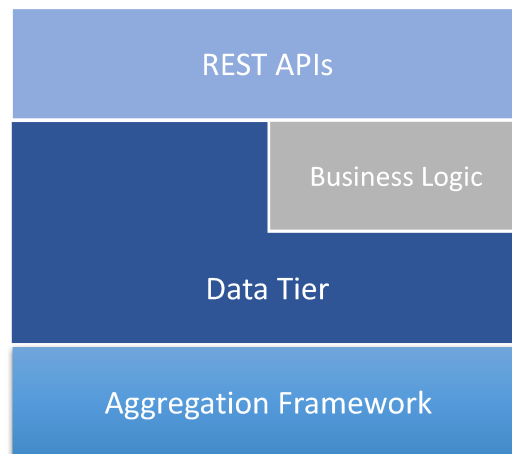 REST APIs
Business Logic
Data Tier
Aggregation Framework